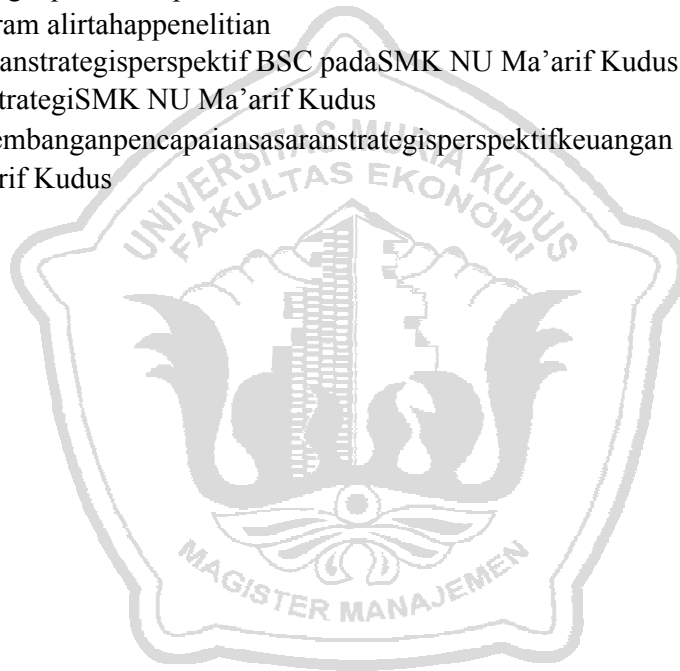 ram alirtahappenelitian
anstrategisperspektif BSC padaSMK NU Ma’arif Kudus
trategiSMK NU Ma’arif Kudus
embanganpencapaiansasaranstrategisperspektifkeuangan
rif Kudus
UNIVERSITAS MURIA KUDUS
FAKULTAS EKONOMI
MAGISTER MANAJEMEN